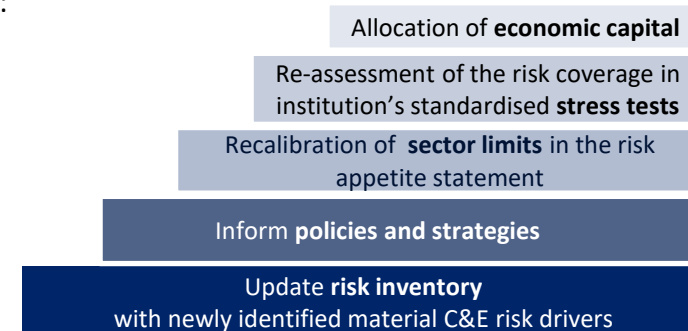 :
Allocation of economic capital
Re-assessment of the risk coverage in
institution's standardised stress tests
Recalibration of sector limits in the risk
appetite statement
Inform policies and strategies
Update risk inventory
with newly identified material C&E risk drivers